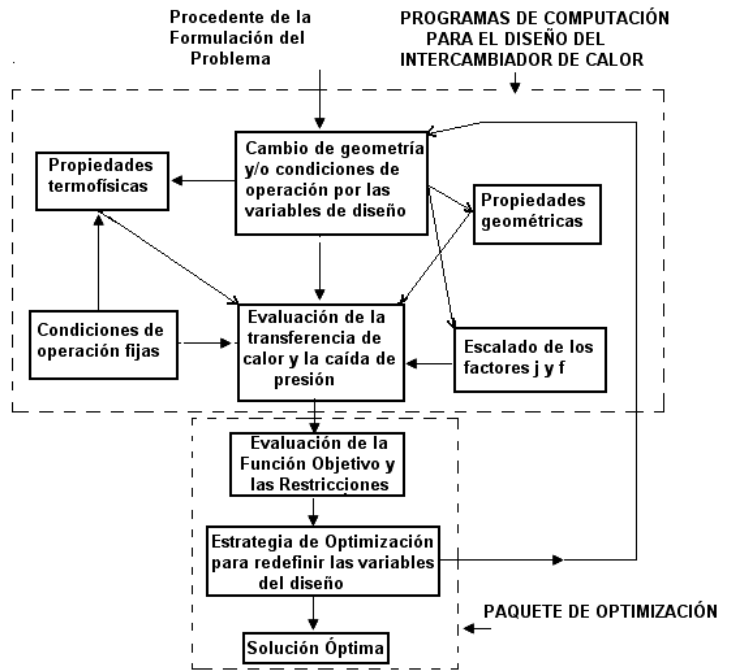 Procedente de la
Formulación del
Problema
PROGRAMAS DE COMPUTACIÓN
PARA EL DISEÑO DEL
INTERCAMBIADOR DE CALOR
Cambio de geometría
y/o condiciones de
operación por las
variables de diseño
Propiedades
termofísicas
Propiedades
geométricas
Condiciones de
operación fijas
Evaluación de la
transferencia de
calor y la caída de
presión
Escalado de los
factores j y f
Evaluación de la
Función Objetivo y
las Restricciones
Estrategia de Optimización
para redefinir las variables
del diseño
PAQUETE DE OPTIMIZACIÓN
Solución Óptima